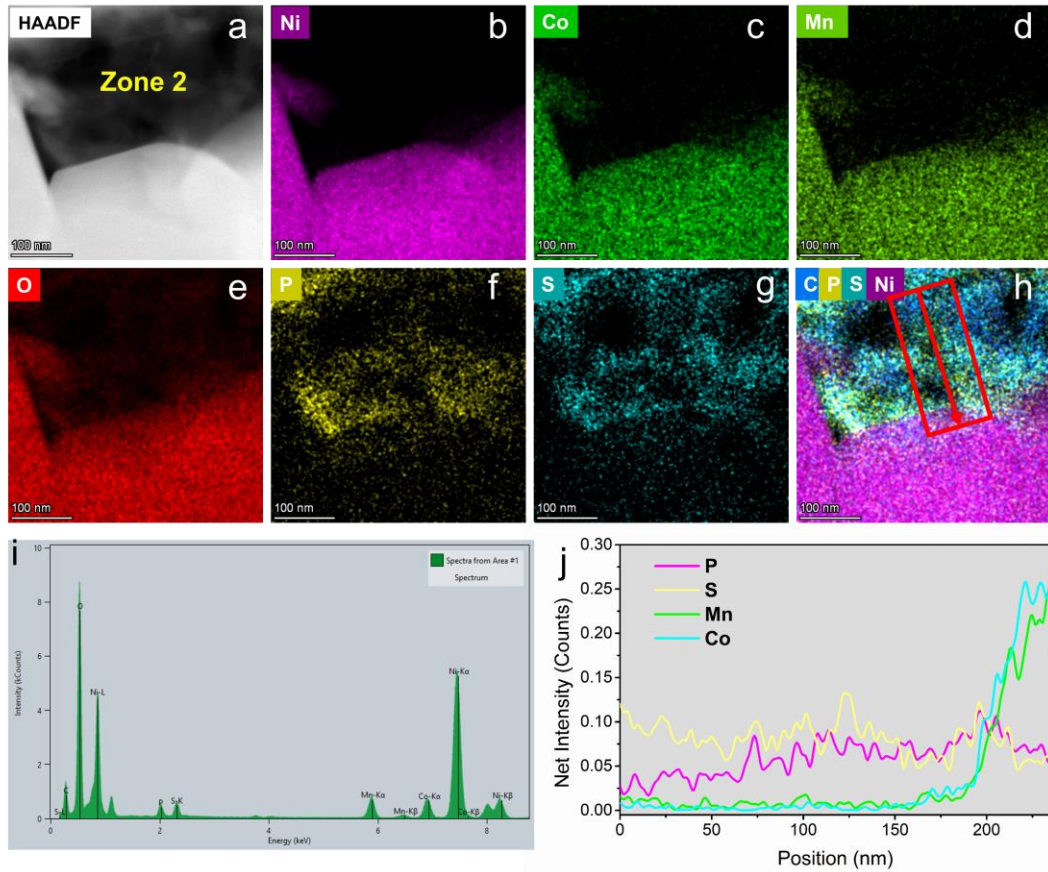 HAADF
a
Zone 2
100 nm
Ni
b
100 nm
Co
c
100 nm
Mn
d
100 nm
O
e
100 nm
P
f
100 nm
S
g
100 nm
C P S Ni
h
100 nm
i
Intensity (kCounts)
10
8
6
4
2
0
Spectra from Area #1
Spectrum
O
Ni-L
C
S-L
P
S-K
Mn-Kα
Mn-Kβ
Co-Kα
Ni-Kα
Co-Kβ
Ni-Kβ
0 2 4 6 8
Energy (keV)
j
Net Intensity (Counts)
0.30
0.25
0.20
0.15
0.10
0.05
0.00
P
S
Mn
Co
0 50 100 150 200
Position (nm)